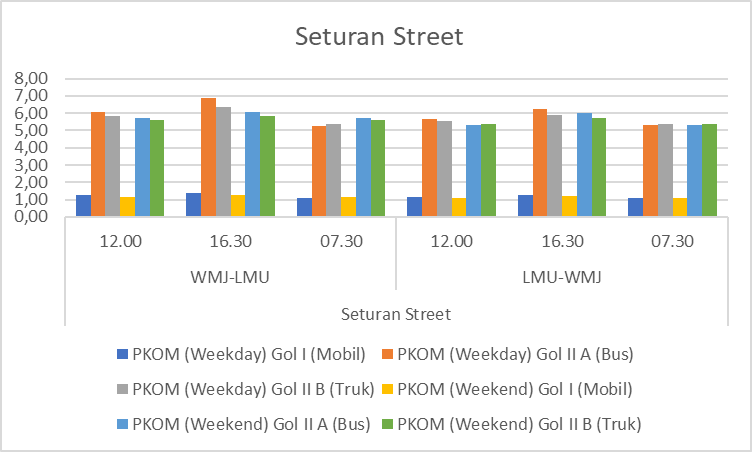 Seturan Street
8,00
7,00
6,00
5,00
4,00
3,00
2,00
1,00
0,00
12.00 16.30 07.30 12.00 16.30 07.30
WMJ-LMU LMU-WMJ
Seturan Street
PKOM (Weekday) Gol I (Mobil) PKOM (Weekday) Gol II A (Bus)
PKOM (Weekday) Gol II B (Truk) PKOM (Weekend) Gol I (Mobil)
PKOM (Weekend) Gol II A (Bus) PKOM (Weekend) Gol II B (Truk)